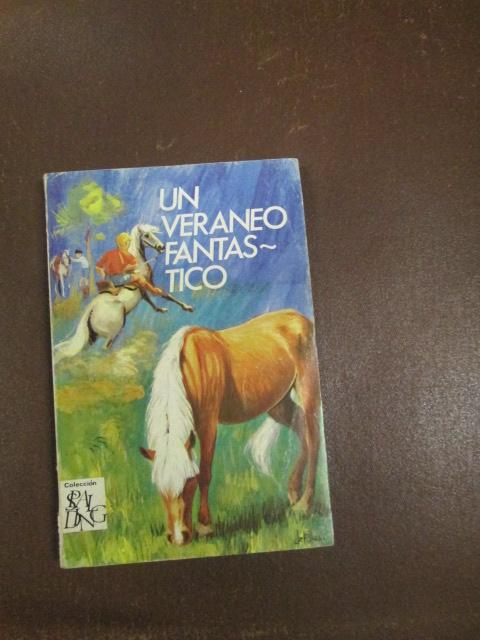 UN
VERANEO
FANTAS~
TICO
Colección
SPAL
DING